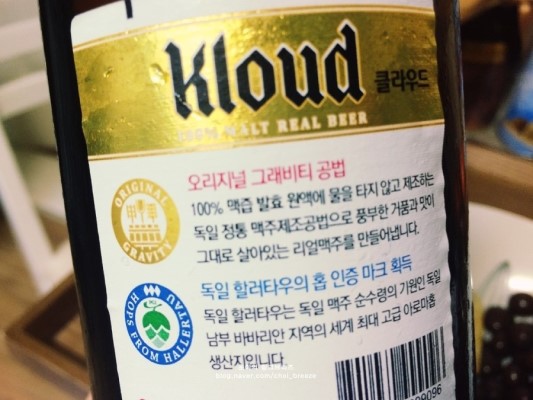 Kloud 클라우드
100% MALT REAL BEER
ORIGINAL GRAVITY
오리지널 그래비티 공법
100% 맥즙 발효 원액에 물을 타지 않고 제조하는
독일 정통 맥주제조공법으로 풍부한 거품과 맛이
그대로 살아있는 리얼맥주를 만들어냅니다.
HOPS FROM HALLERTAU
독일 할러타우의 홉 인증 마크 획득
독일 할러타우는 독일 맥주 순수령의 기원인 독일
남부 바바리안 지역의 세계 최대 고급 아로마홉
생산지입니다.